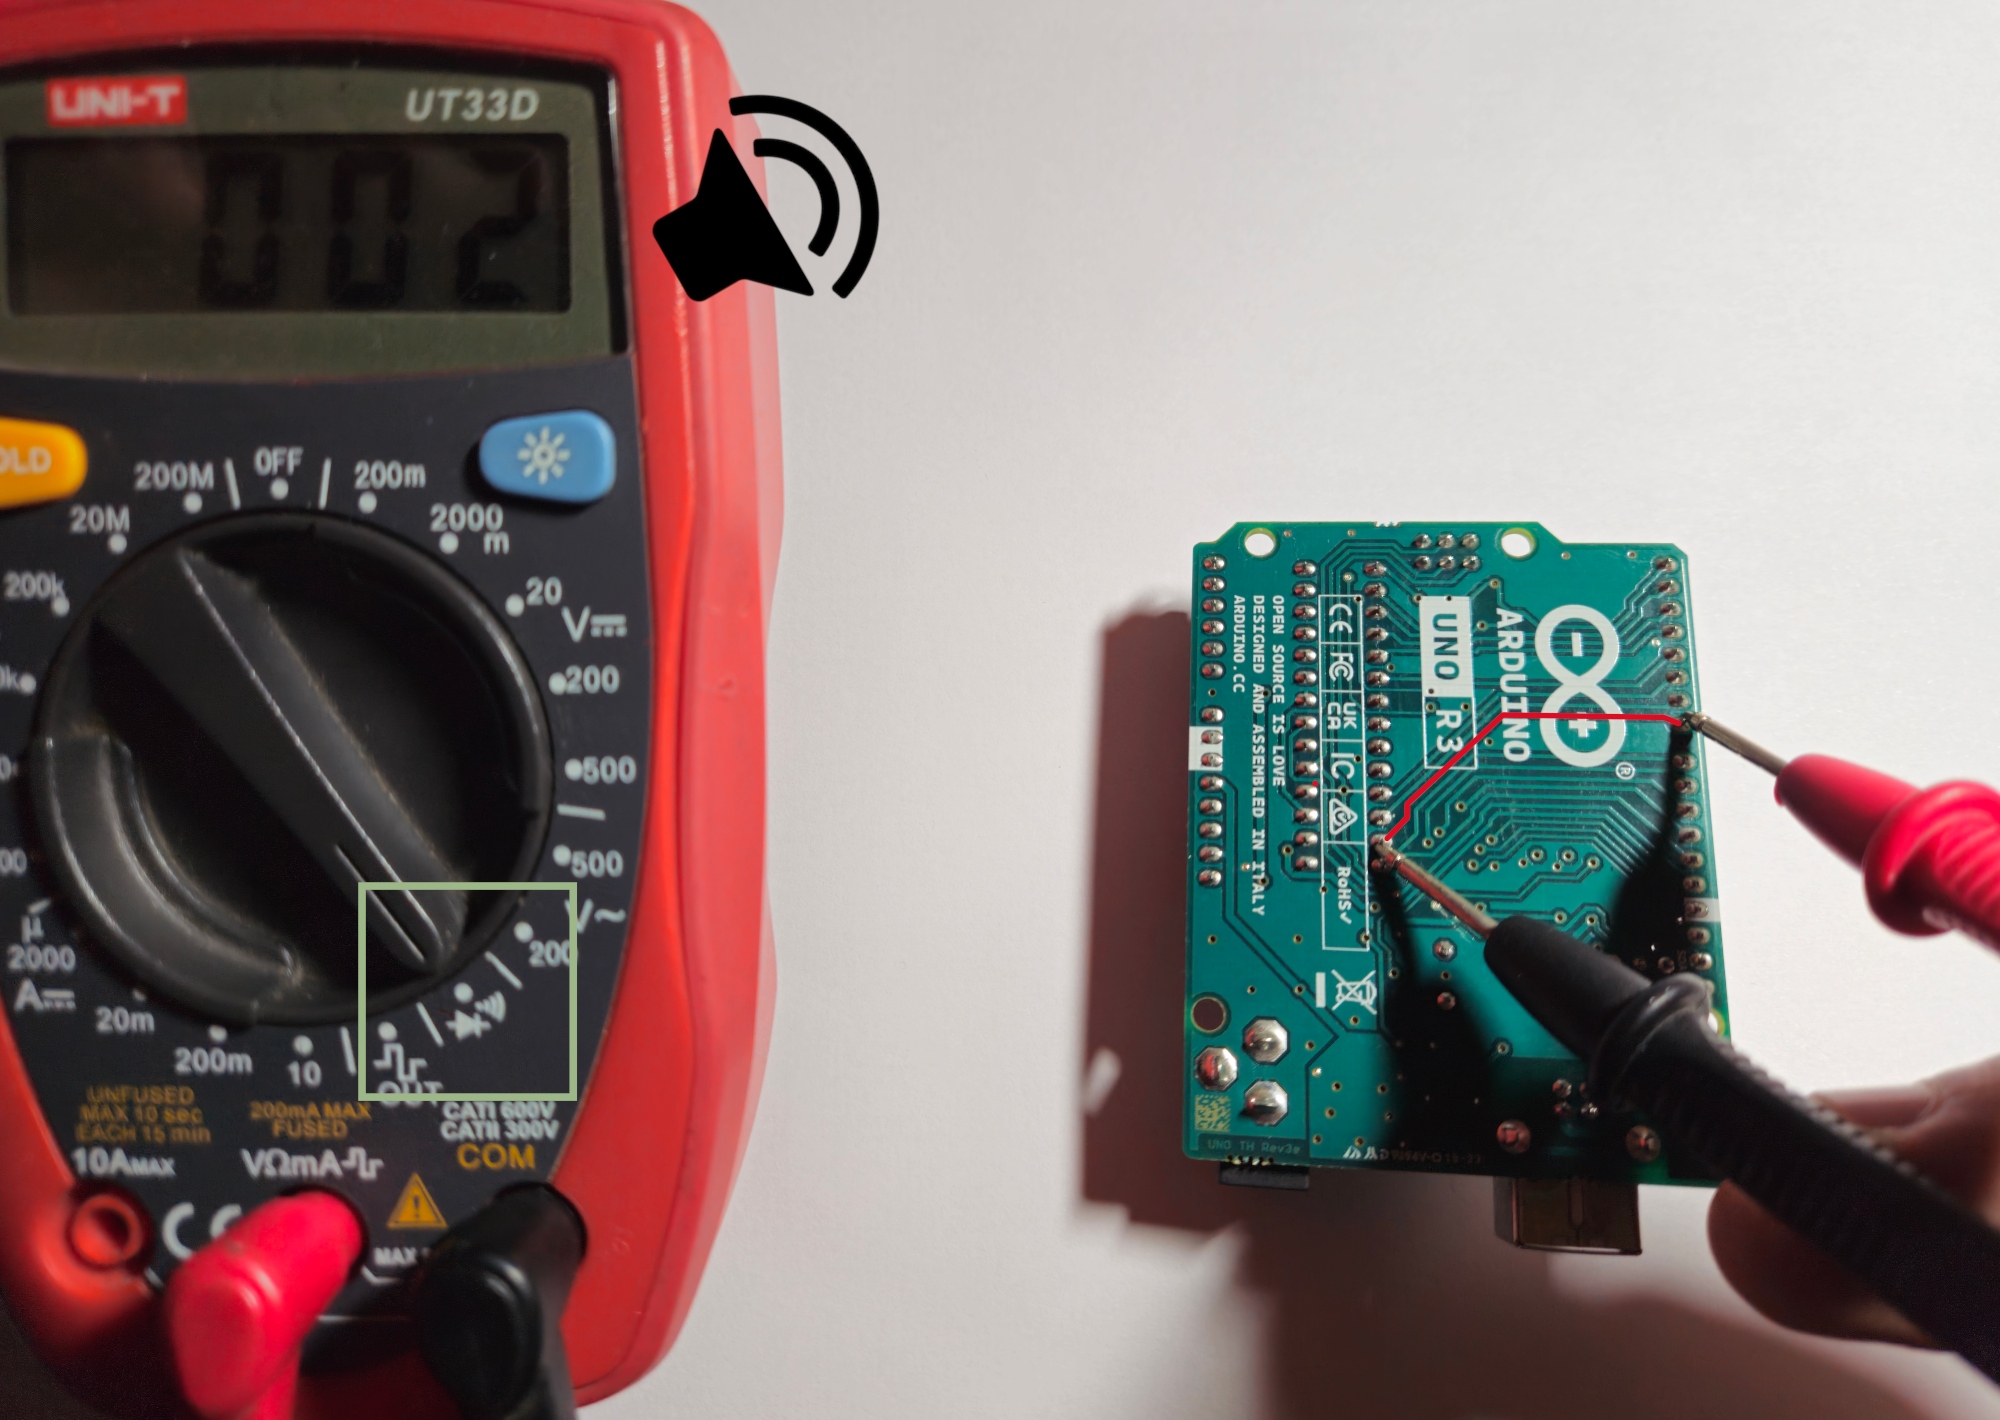 UNI-T
UT33D
002
OLD
OFF
200M
200m
20M
2000
m
200k
20
V
200
500
500
V~
200
µ
2000
A
20m
200m
10
OUT
UNFUSED
MAX 10 sec
EACH 15 min
200mA MAX
FUSED
CATI 600V
CATII 300V
10AMAX
VΩmA
COM
CE
MAX
OPEN SOURCE IS LOVE
DESIGNED AND ASSEMBLED IN ITALY
ARDUINO.CC
CE
FC
UK
CA
IC
RoHS✓
UNO R3
ARDUINO
®
UNO TH Rev3e